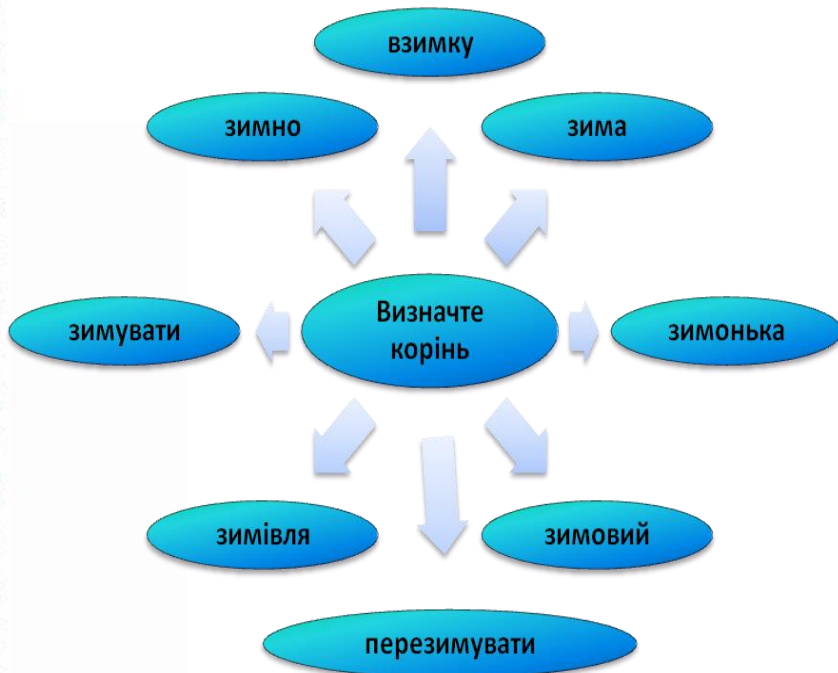 взимку
зимно
зима
зимувати
Визначте
корінь
зимонька
зимівля
зимовий
перезимувати